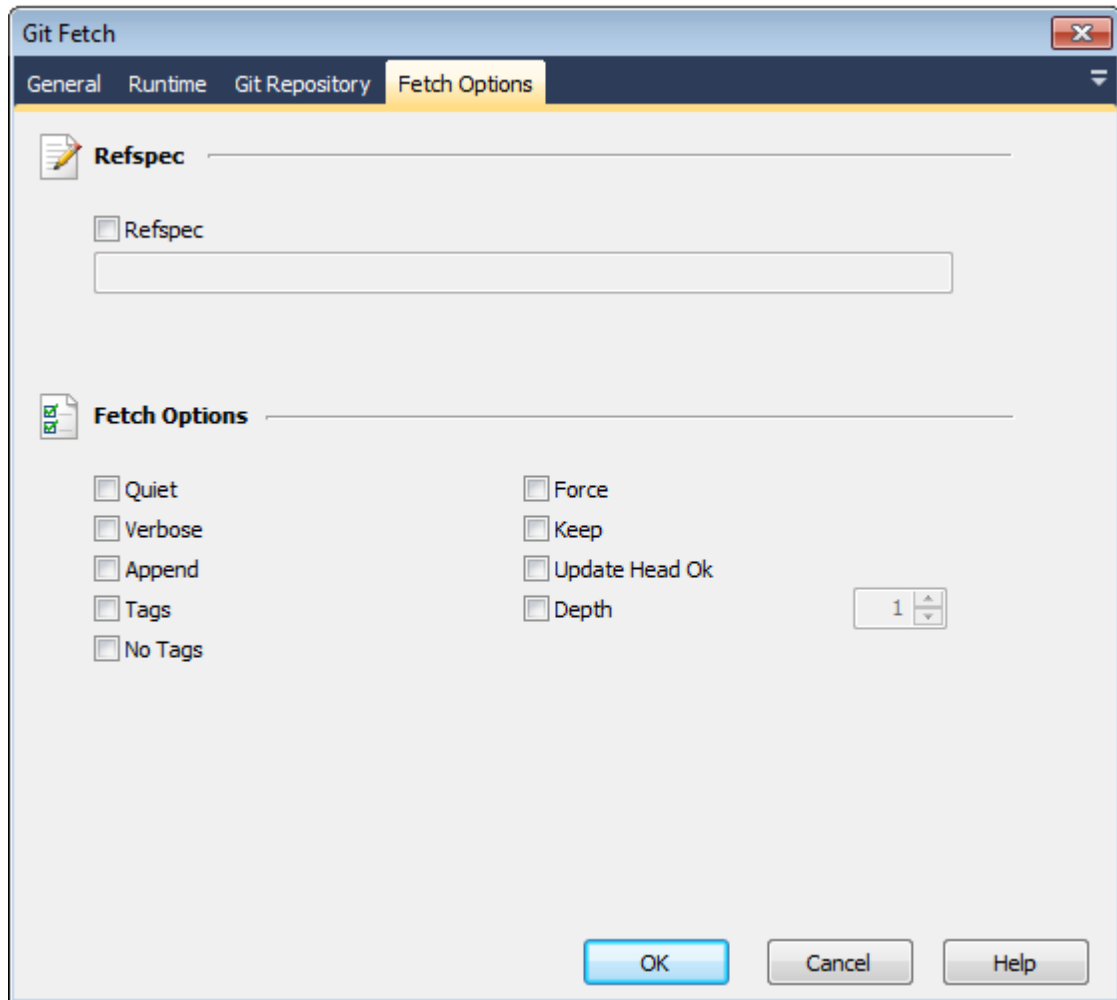 Git Fetch
General Runtime Git Repository Fetch Options
Refspec
Refspec
Fetch Options
Quiet Force
Verbose Keep
Append Update Head Ok
Tags Depth 1
No Tags
OK Cancel Help